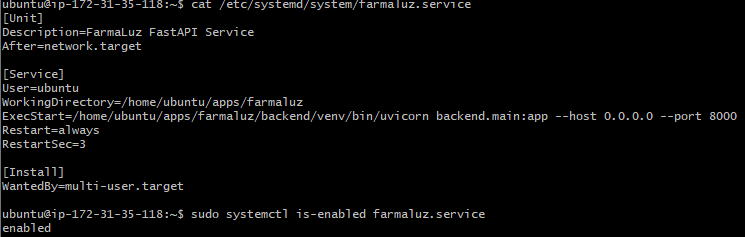 ubuntu@ip-172-31-35-118:~$ cat /etc/systemd/system/farmaluz.service
[Unit]
Description=FarmaLuz FastAPI Service
After=network.target

[Service]
User=ubuntu
WorkingDirectory=/home/ubuntu/apps/farmaluz
ExecStart=/home/ubuntu/apps/farmaluz/backend/venv/bin/uvicorn backend.main:app --host 0.0.0.0 --port 8000
Restart=always
RestartSec=3

[Install]
WantedBy=multi-user.target

ubuntu@ip-172-31-35-118:~$ sudo systemctl is-enabled farmaluz.service
enabled